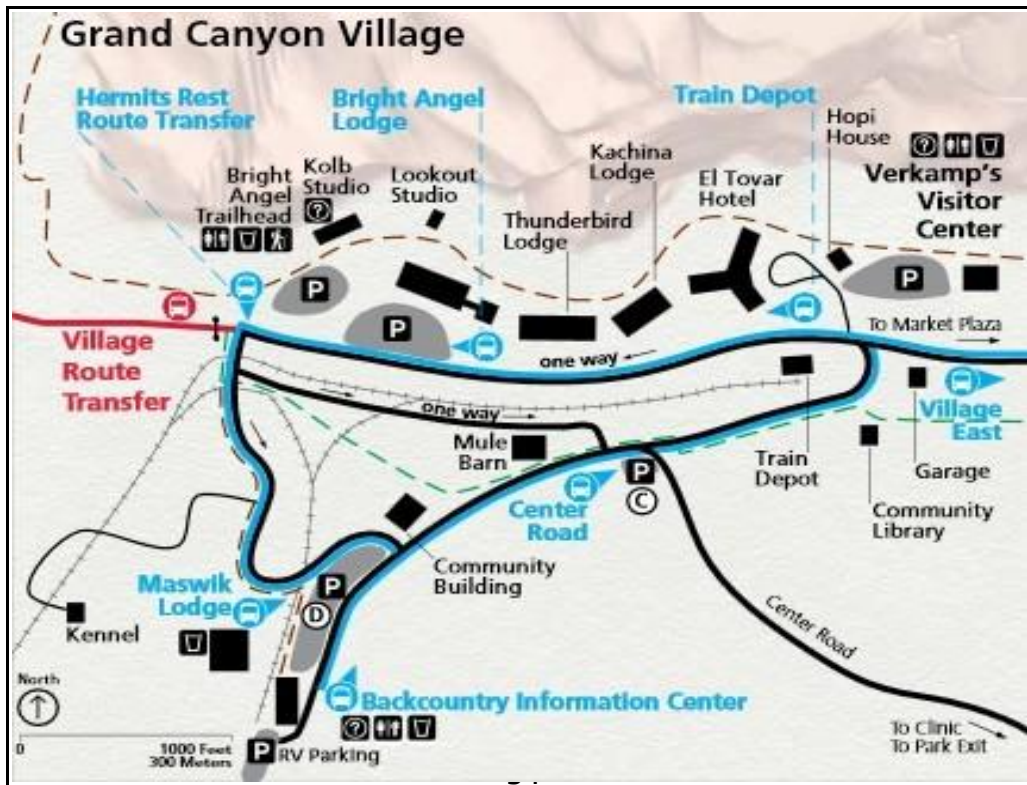 Grand Canyon Village
Hermits Rest
Route Transfer
Bright Angel
Lodge
Train Depot
Hopi
House
Verkamp's
Visitor
Center
Bright
Angel
Trailhead
Kolb
Studio
?
Lookout
Studio
Kachina
Lodge
El Tovar
Hotel
Thunderbird
Lodge
?
P
P
P
To Market Plaza
Village
Route
Transfer
one way
one way
Mule
Barn
Train
Depot
Village
East
Garage
Community
Library
Center
Road
P
C
Community
Building
Maswik
Lodge
P
D
Kennel
Center Road
North
Backcountry Information Center
?
0
1000 Feet
300 Meters
P RV Parking
To Clinic
To Park Exit